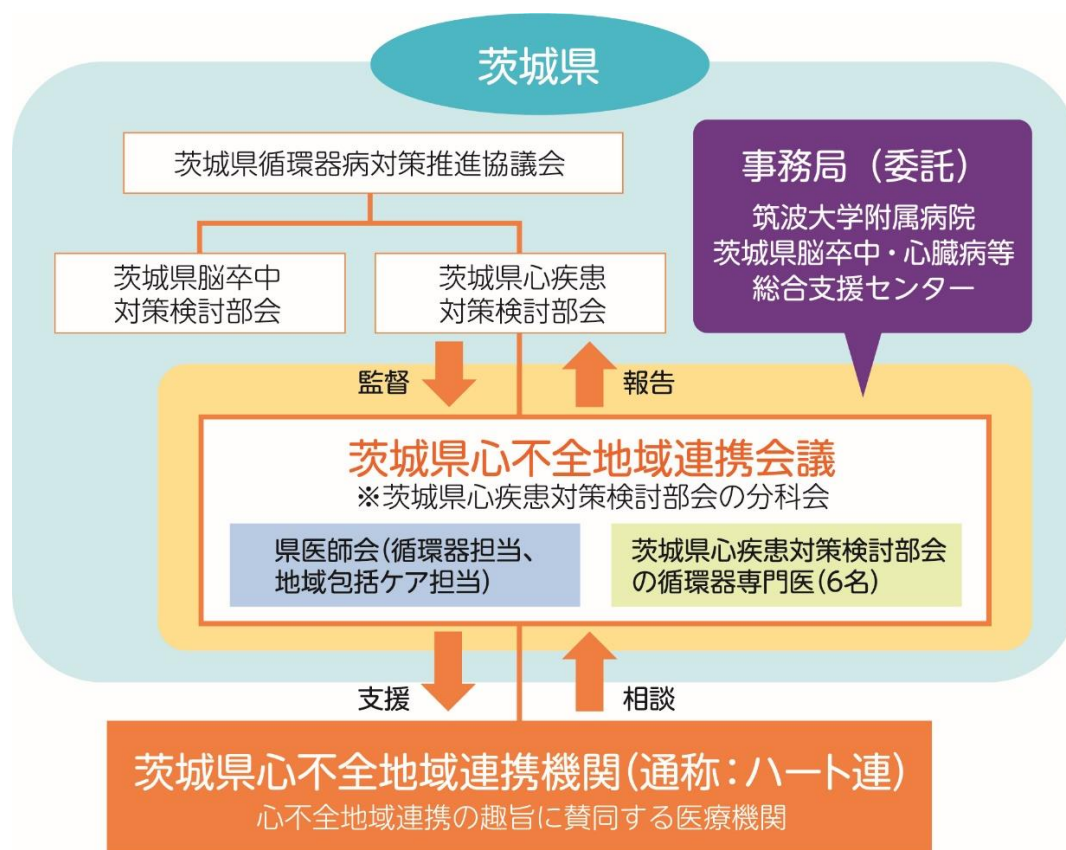 茨城県
茨城県循環器病対策推進協議会
事務局（委託）
筑波大学附属病院
茨城県脳卒中・心臓病等
総合支援センター
茨城県脳卒中
対策検討部会
茨城県心疾患
対策検討部会
監督
報告
茨城県心不全地域連携会議
※茨城県心疾患対策検討部会の分科会
県医師会（循環器担当、
地域包括ケア担当）
茨城県心疾患対策検討部会
の循環器専門医（6名）
支援
相談
茨城県心不全地域連携機関（通称：ハート連）
心不全地域連携の趣旨に賛同する医療機関